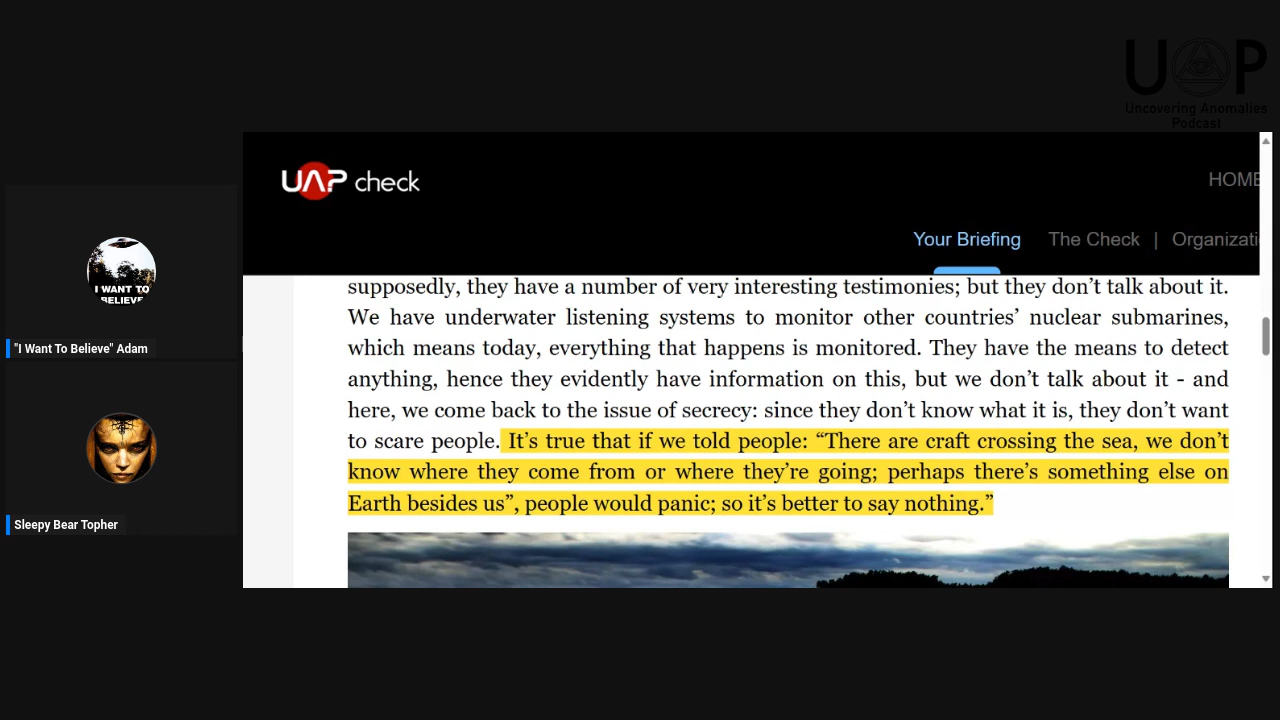 UAP
Uncovering Anomalies
Podcast
UAP check
HOME
Your Briefing The Check | Organizati
supposedly, they have a number of very interesting testimonies; but they don’t talk about it.
We have underwater listening systems to monitor other countries’ nuclear submarines,
which means today, everything that happens is monitored. They have the means to detect
anything, hence they evidently have information on this, but we don’t talk about it - and
here, we come back to the issue of secrecy: since they don’t know what it is, they don’t want
to scare people. It’s true that if we told people: “There are craft crossing the sea, we don’t
know where they come from or where they’re going; perhaps there’s something else on
Earth besides us”, people would panic; so it’s better to say nothing.”
I WANT TO
BELIEVE
"I Want To Believe" Adam
Sleepy Bear Topher